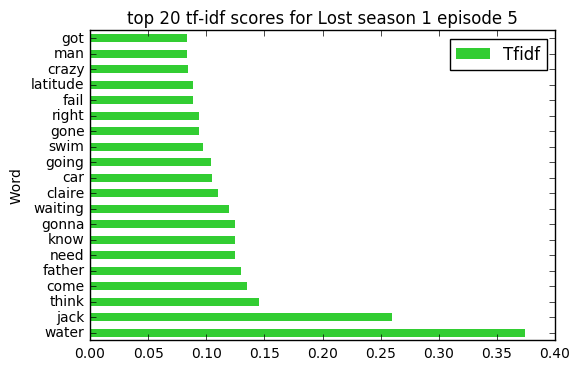 top 20 tf-idf scores for Lost season 1 episode 5
Tfidf
Word
got
man
crazy
latitude
fail
right
gone
swim
going
car
claire
waiting
gonna
know
need
father
come
think
jack
water
0.00 0.05 0.10 0.15 0.20 0.25 0.30 0.35 0.40